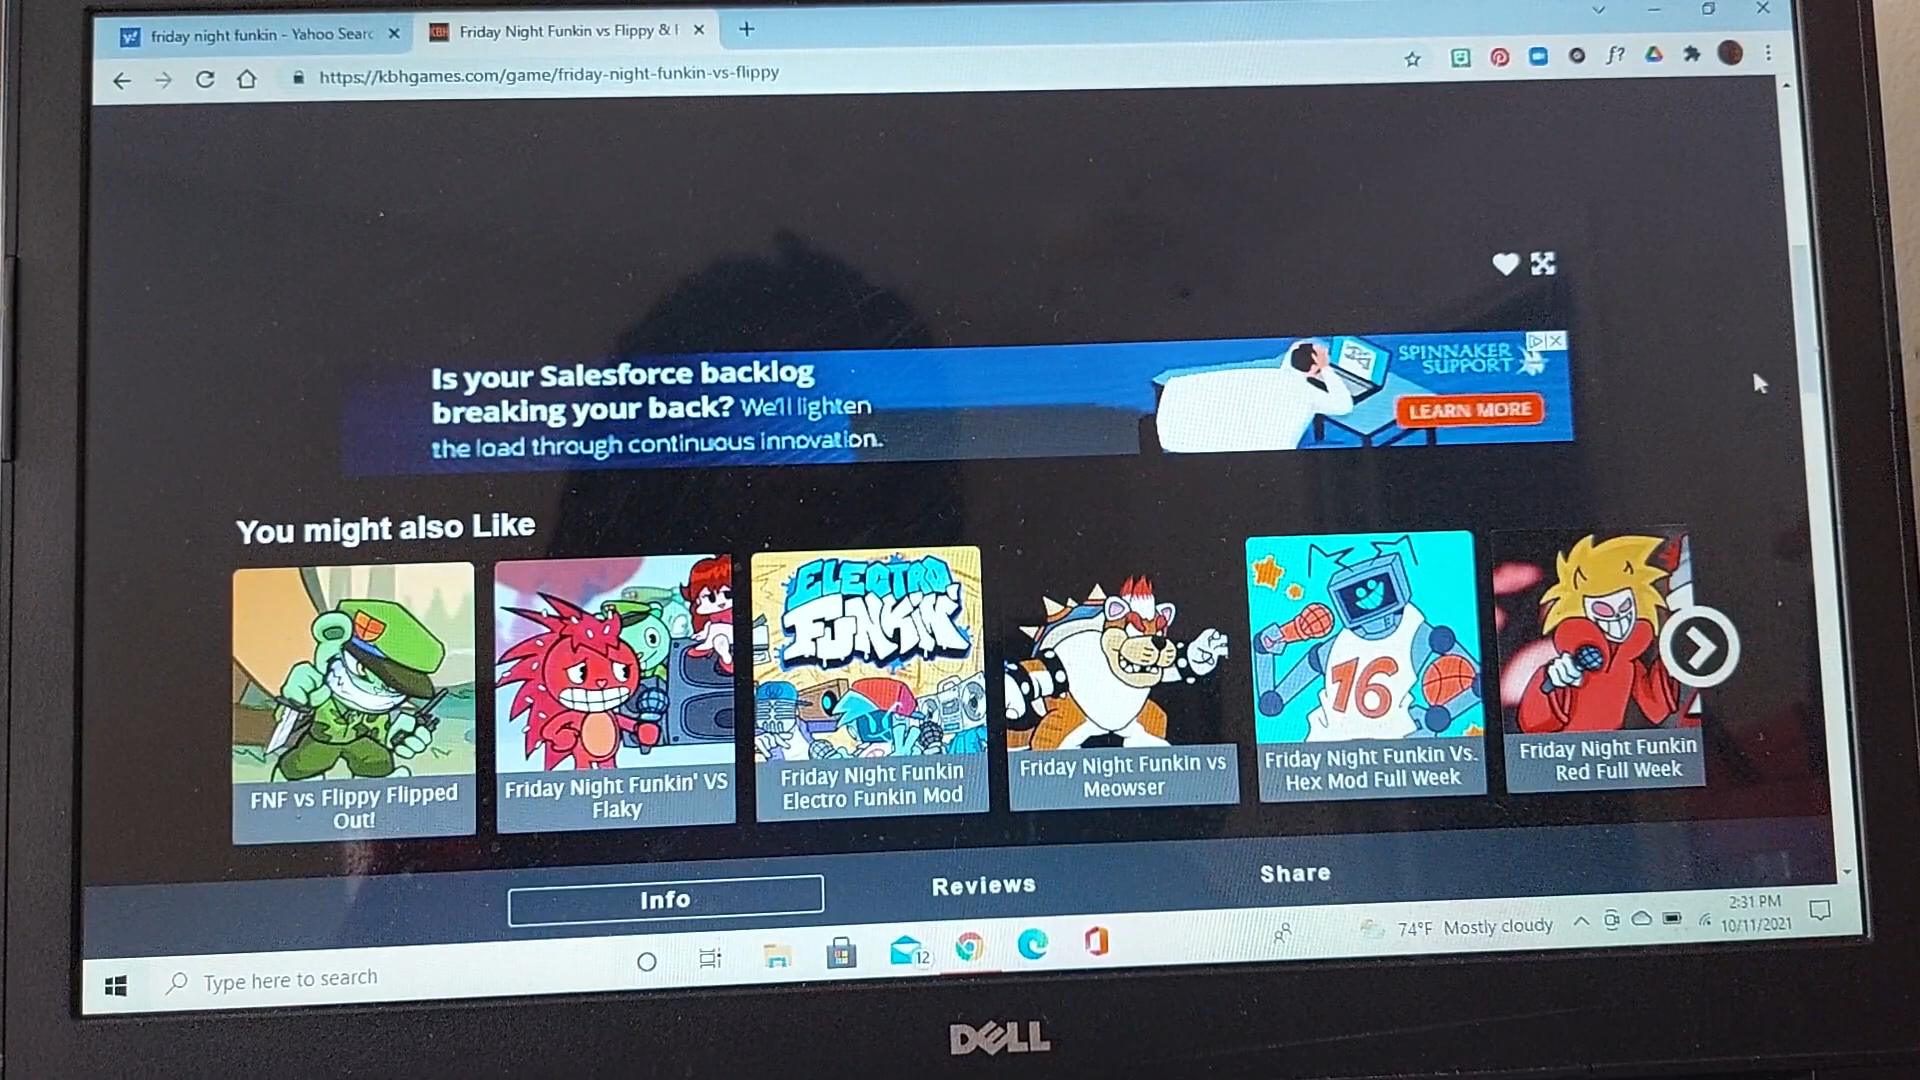 friday night funkin - Yahoo Searc
KBH
Friday Night Funkin vs Flippy & I
https://kbhgames.com/game/friday-night-funkin-vs-flippy
f?
Is your Salesforce backlog
breaking your back? We'll lighten
the load through continuous innovation.
SPINNAKER
SUPPORT
LEARN MORE
You might also Like
ELECTRO
FUNKIN'
16
FNF vs Flippy Flipped
Out!
Friday Night Funkin' VS
Flaky
Friday Night Funkin
Electro Funkin Mod
Friday Night Funkin vs
Meowser
Friday Night Funkin Vs.
Hex Mod Full Week
Friday Night Funkin
Red Full Week
Info
Reviews
Share
Type here to search
12
74°F Mostly cloudy
2:31 PM
10/11/2021
DELL